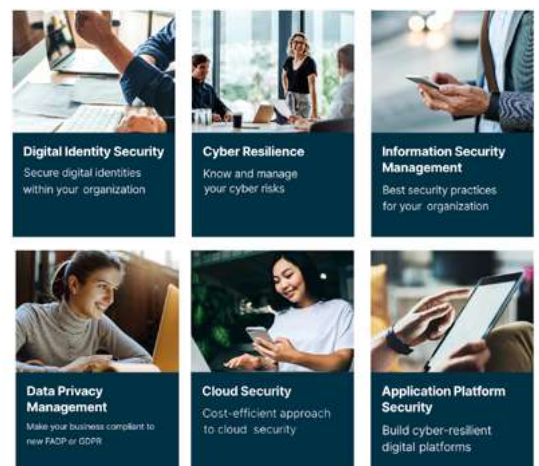 Digital Identity Security
Secure digital identities
within your organization
Cyber Resilience
Know and manage
your cyber risks
Information Security
Management
Best security practices
for your organization
Data Privacy
Management
Make your business compliant to
new FADP or GDPR
Cloud Security
Cost-efficient approach
to cloud security
Application Platform
Security
Build cyber-resilient
digital platforms